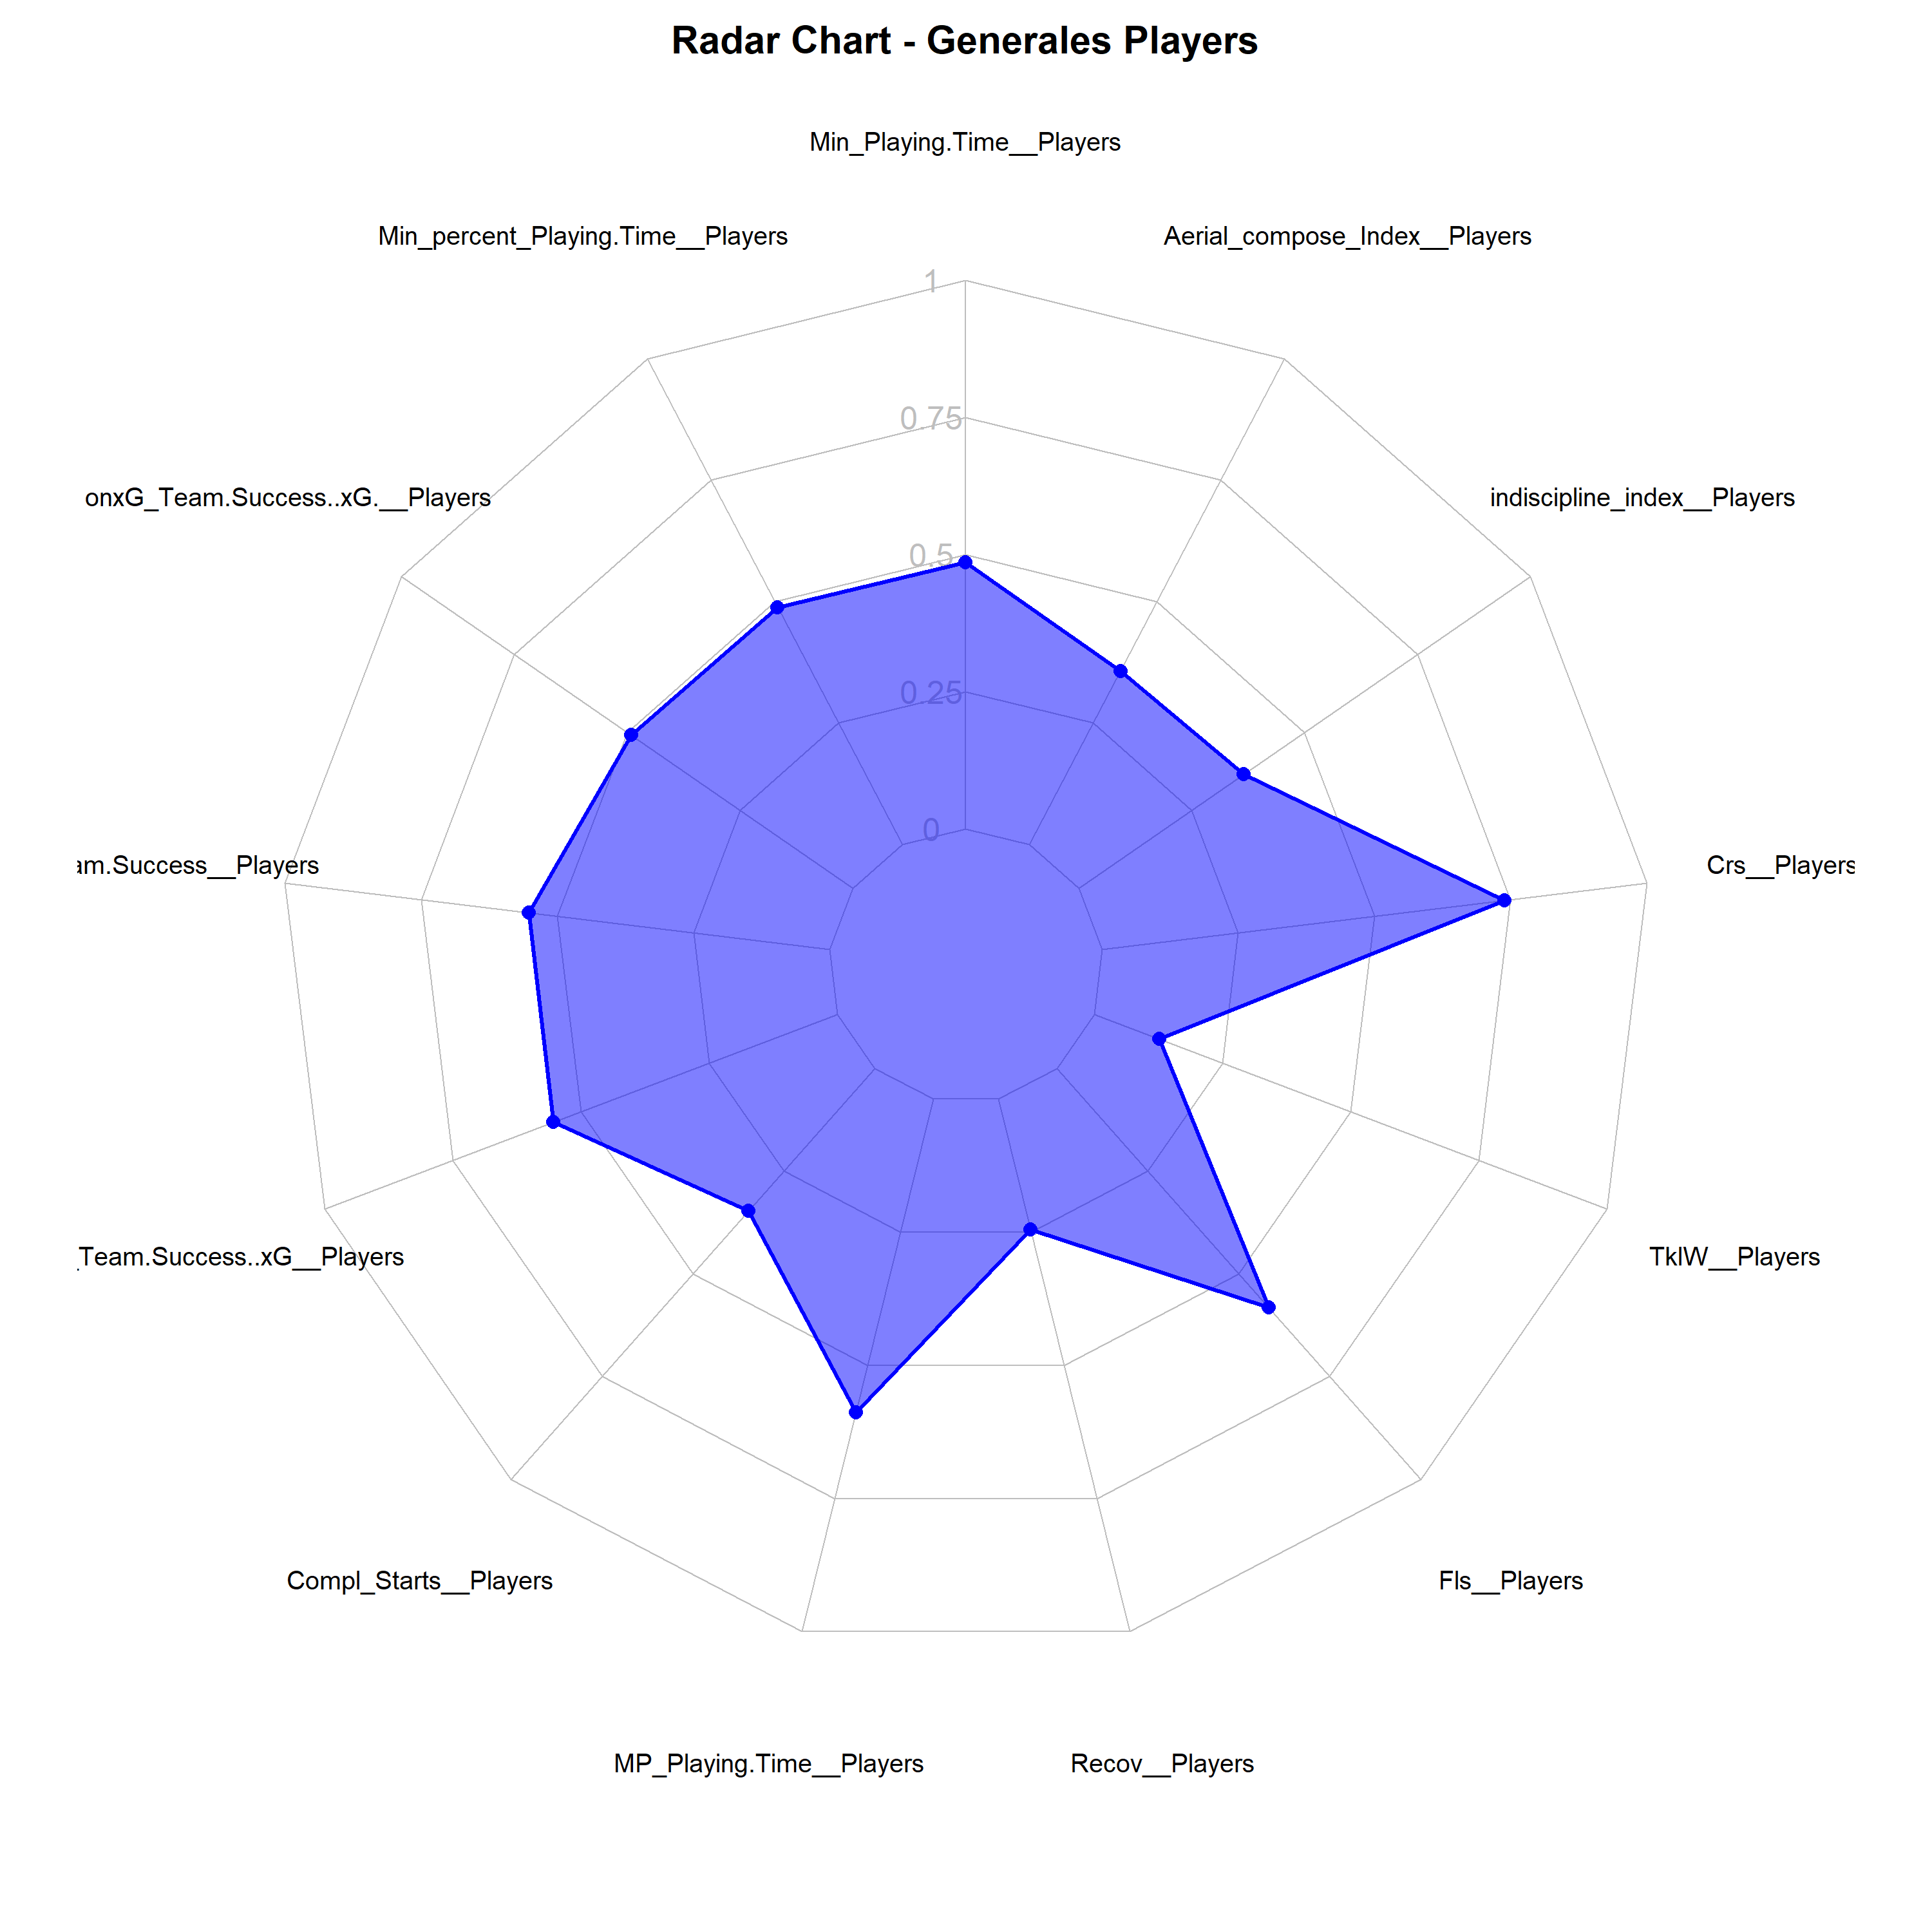 Radar Chart - Generales Players
Min_Playing.Time__Players
Min_percent_Playing.Time__Players
Aerial_compose_Index__Players
1
0.75
onxG_Team.Success..xG.__Players
indiscipline_index__Players
0.5
0.25
0
am.Success__Players
Crs__Players
_Team.Success..xG__Players
TklW__Players
Compl_Starts__Players
Fls__Players
MP_Playing.Time__Players
Recov__Players